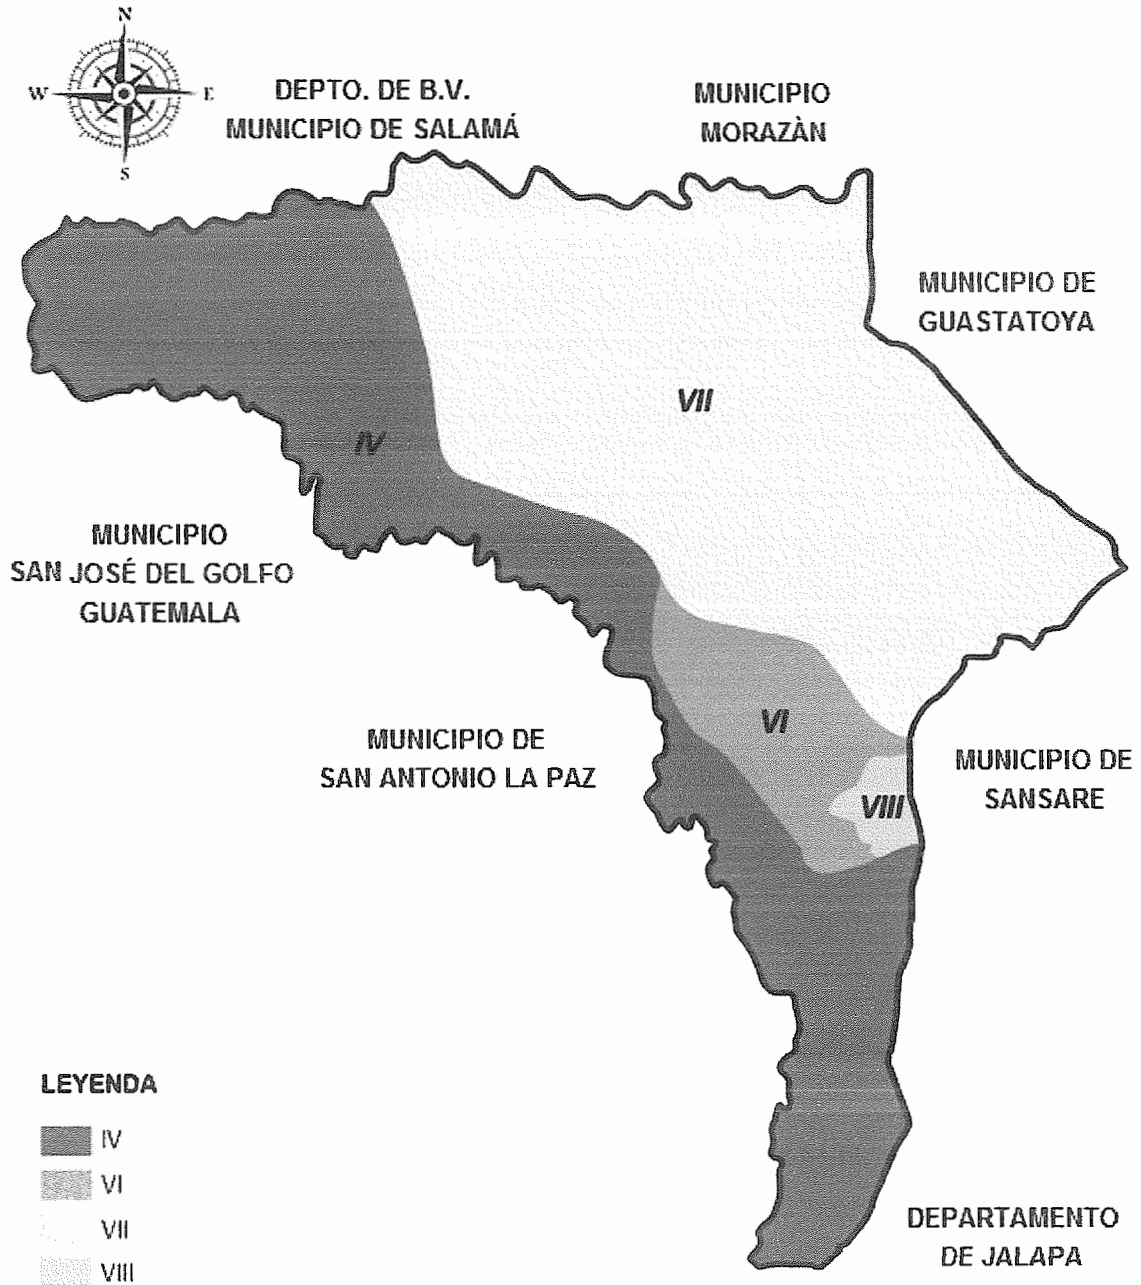 N
W E
S
DEPTO. DE B.V.
MUNICIPIO DE SALAMÁ
MUNICIPIO
MORAZÀN
MUNICIPIO DE
GUASTATOYA
VII
IV
MUNICIPIO
SAN JOSÉ DEL GOLFO
GUATEMALA
VI
MUNICIPIO DE
SAN ANTONIO LA PAZ
MUNICIPIO DE
SANSARE
VIII
LEYENDA
IV
VI
VII
VIII
DEPARTAMENTO
DE JALAPA